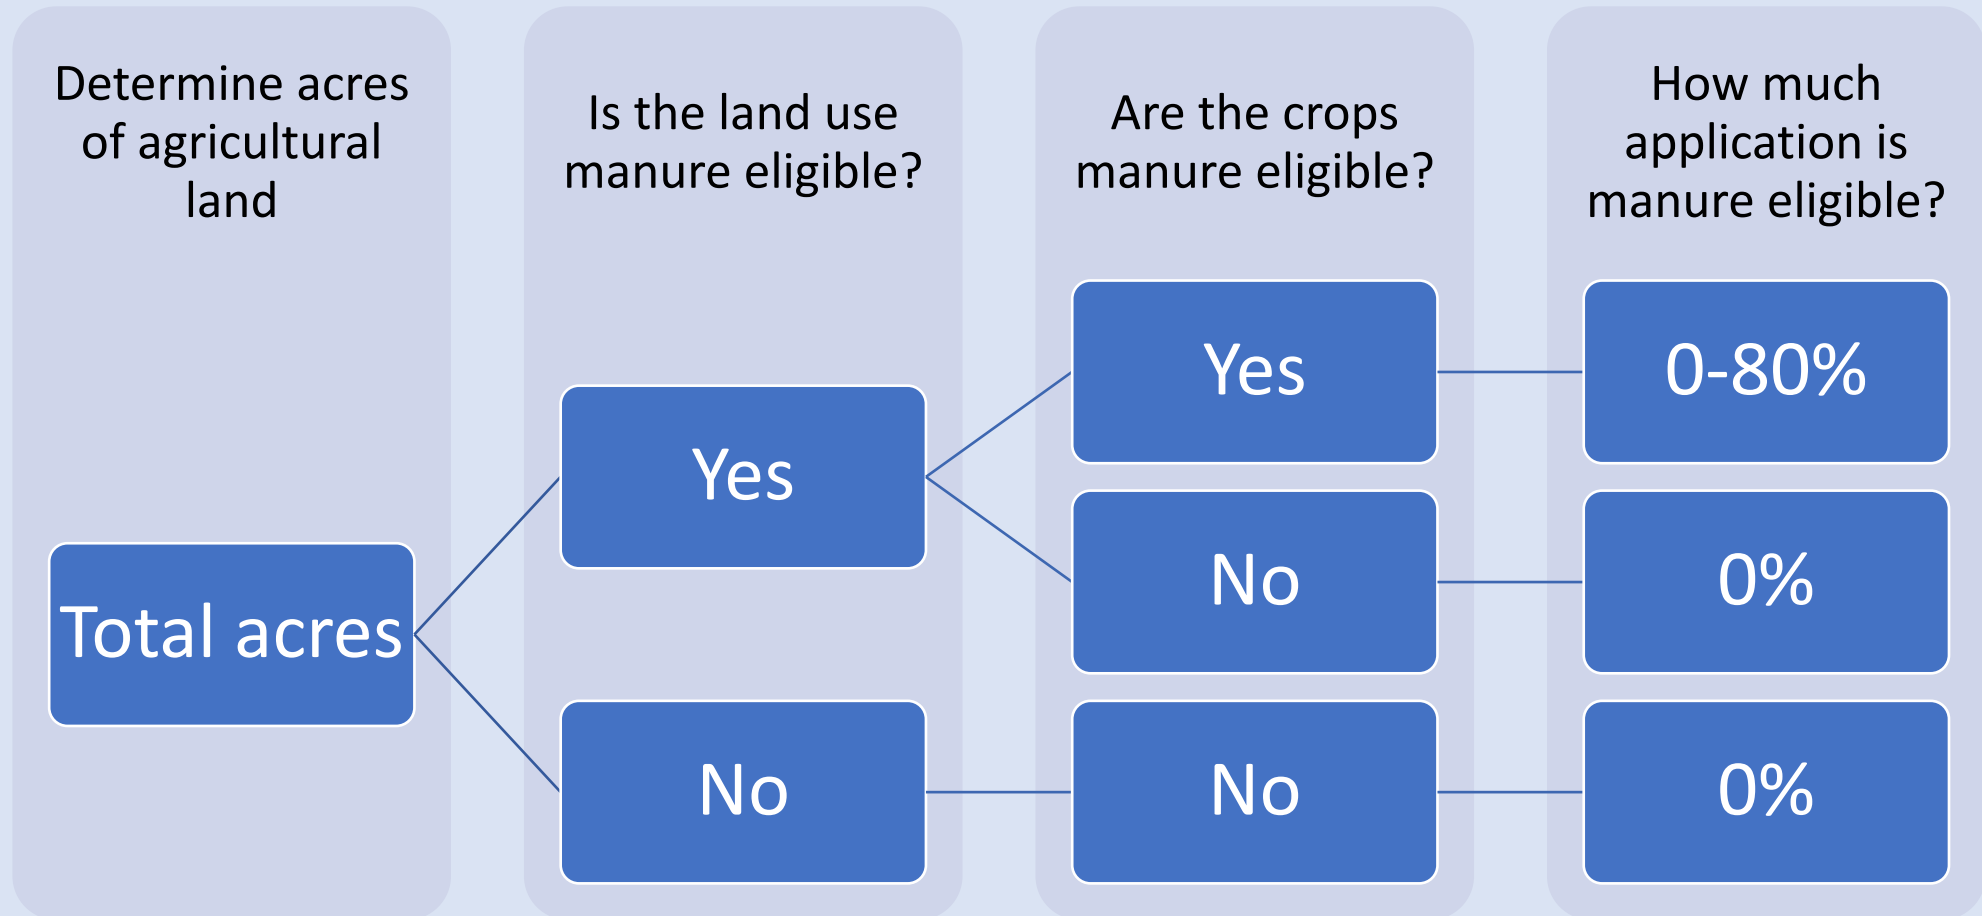 Determine acres
of agricultural
land
Is the land use
manure eligible?
Are the crops
manure eligible?
How much
application is
manure eligible?
Total acres
Yes
No
Yes
No
No
0-80%
0%
0%